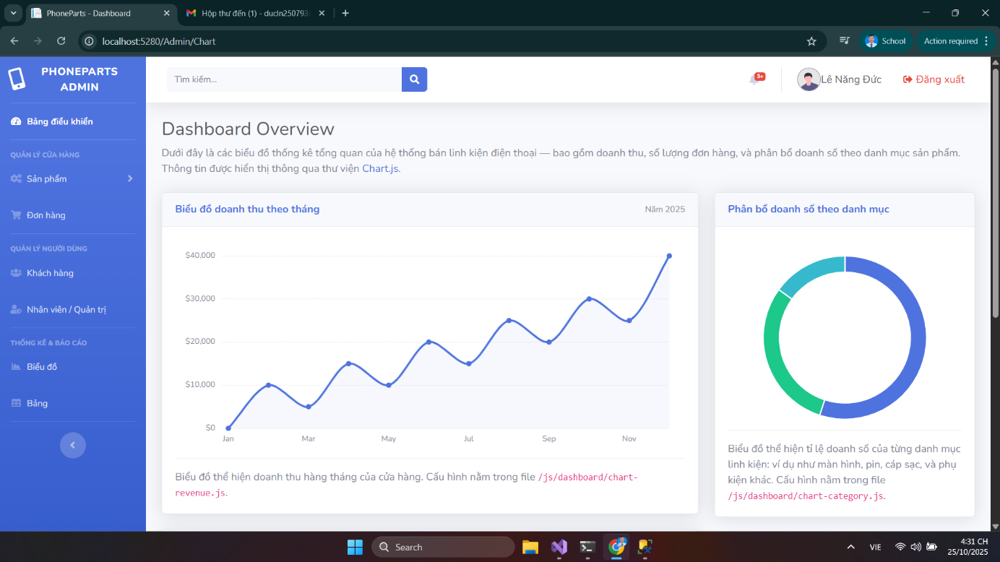 PhoneParts - Dashboard
Hộp thư đến (1) - ducln250793
localhost:5280/Admin/Chart
School
Action required
PHONEPARTS
ADMIN
Bảng điều khiển
QUẢN LÝ CỬA HÀNG
Sản phẩm
Đơn hàng
QUẢN LÝ NGƯỜI DÙNG
Khách hàng
Nhân viên / Quản trị
THỐNG KÊ & BÁO CÁO
Biểu đồ
Bảng
Tìm kiếm...
3+
Lê Năng Đức
Đăng xuất
Dashboard Overview
Dưới đây là các biểu đồ thống kê tổng quan của hệ thống bán linh kiện điện thoại — bao gồm doanh thu, số lượng đơn hàng, và phân bổ doanh số theo danh mục sản phẩm.
Thông tin được hiển thị thông qua thư viện Chart.js.
Biểu đồ doanh thu theo tháng
Năm 2025
$40,000
$30,000
$20,000
$10,000
$0
Jan Mar May Jul Sep Nov
Biểu đồ thể hiện doanh thu hàng tháng của cửa hàng. Cấu hình nằm trong file /js/dashboard/chart-
revenue.js.
Phân bổ doanh số theo danh mục
Biểu đồ thể hiện tỉ lệ doanh số của từng danh mục
linh kiện: ví dụ như màn hình, pin, cáp sạc, và phụ
kiện khác. Cấu hình nằm trong file
/js/dashboard/chart-category.js.
Search
VIE
4:31 CH
25/10/2025